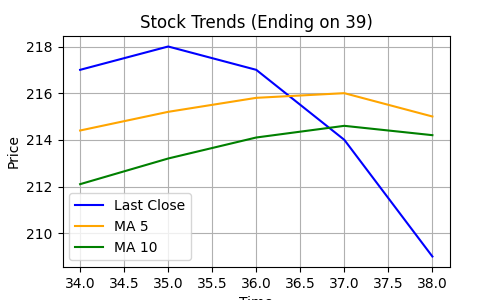 Stock Trends (Ending on 39)
Price
218
216
214
212
210
Last Close
MA 5
MA 10
34.0 34.5 35.0 35.5 36.0 36.5 37.0 37.5 38.0
Time